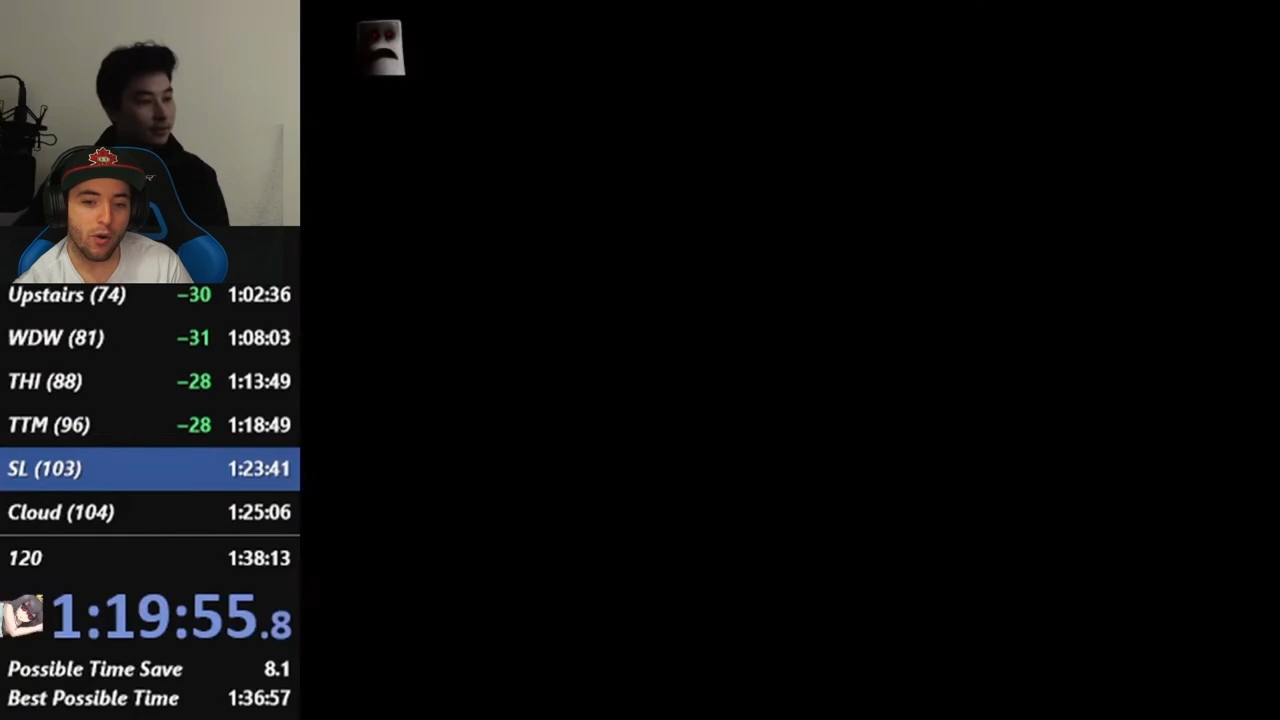 Upstairs (74) -30 1:02:36
WDW (81) -31 1:08:03
THI (88) -28 1:13:49
TTM (96) -28 1:18:49
SL (103) 1:23:41
Cloud (104) 1:25:06
120 1:38:13
1:19:55.8
Possible Time Save 8.1
Best Possible Time 1:36:57